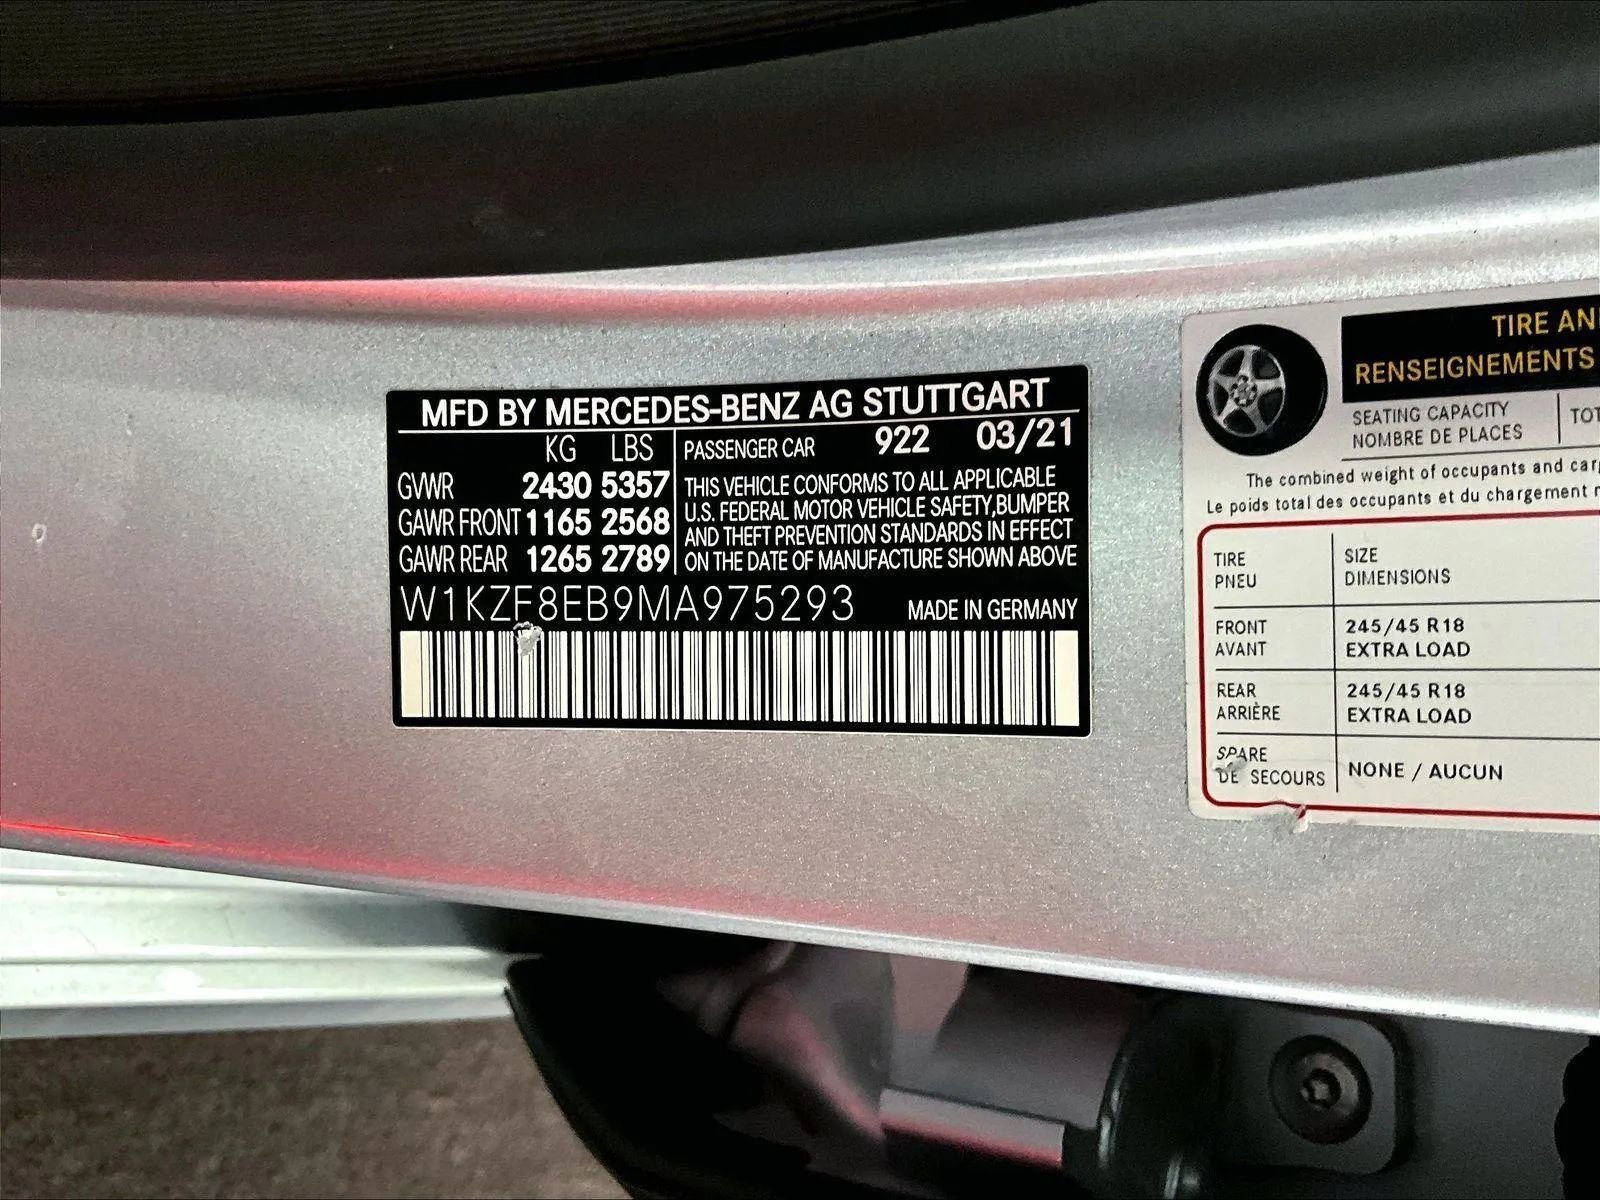 MFD BY MERCEDES-BENZ AG STUTTGART
KG LBS
GVWR 2430 5357
GAWR FRONT 1165 2568
GAWR REAR 1265 2789
PASSENGER CAR 922 03/21
THIS VEHICLE CONFORMS TO ALL APPLICABLE
U.S. FEDERAL MOTOR VEHICLE SAFETY,BUMPER
AND THEFT PREVENTION STANDARDS IN EFFECT
ON THE DATE OF MANUFACTURE SHOWN ABOVE
W1KZF8EB9MA975293 MADE IN GERMANY
TIRE
RENSEIGNEMENTS
SEATING CAPACITY
NOMBRE DE PLACES
The combined weight of occupants and
Le poids total des occupants et du chargement
TIRE SIZE
PNEU DIMENSIONS
FRONT 245/45 R18
AVANT EXTRA LOAD
REAR 245/45 R18
ARRIÈRE EXTRA LOAD
SPARE
DE SECOURS NONE / AUCUN